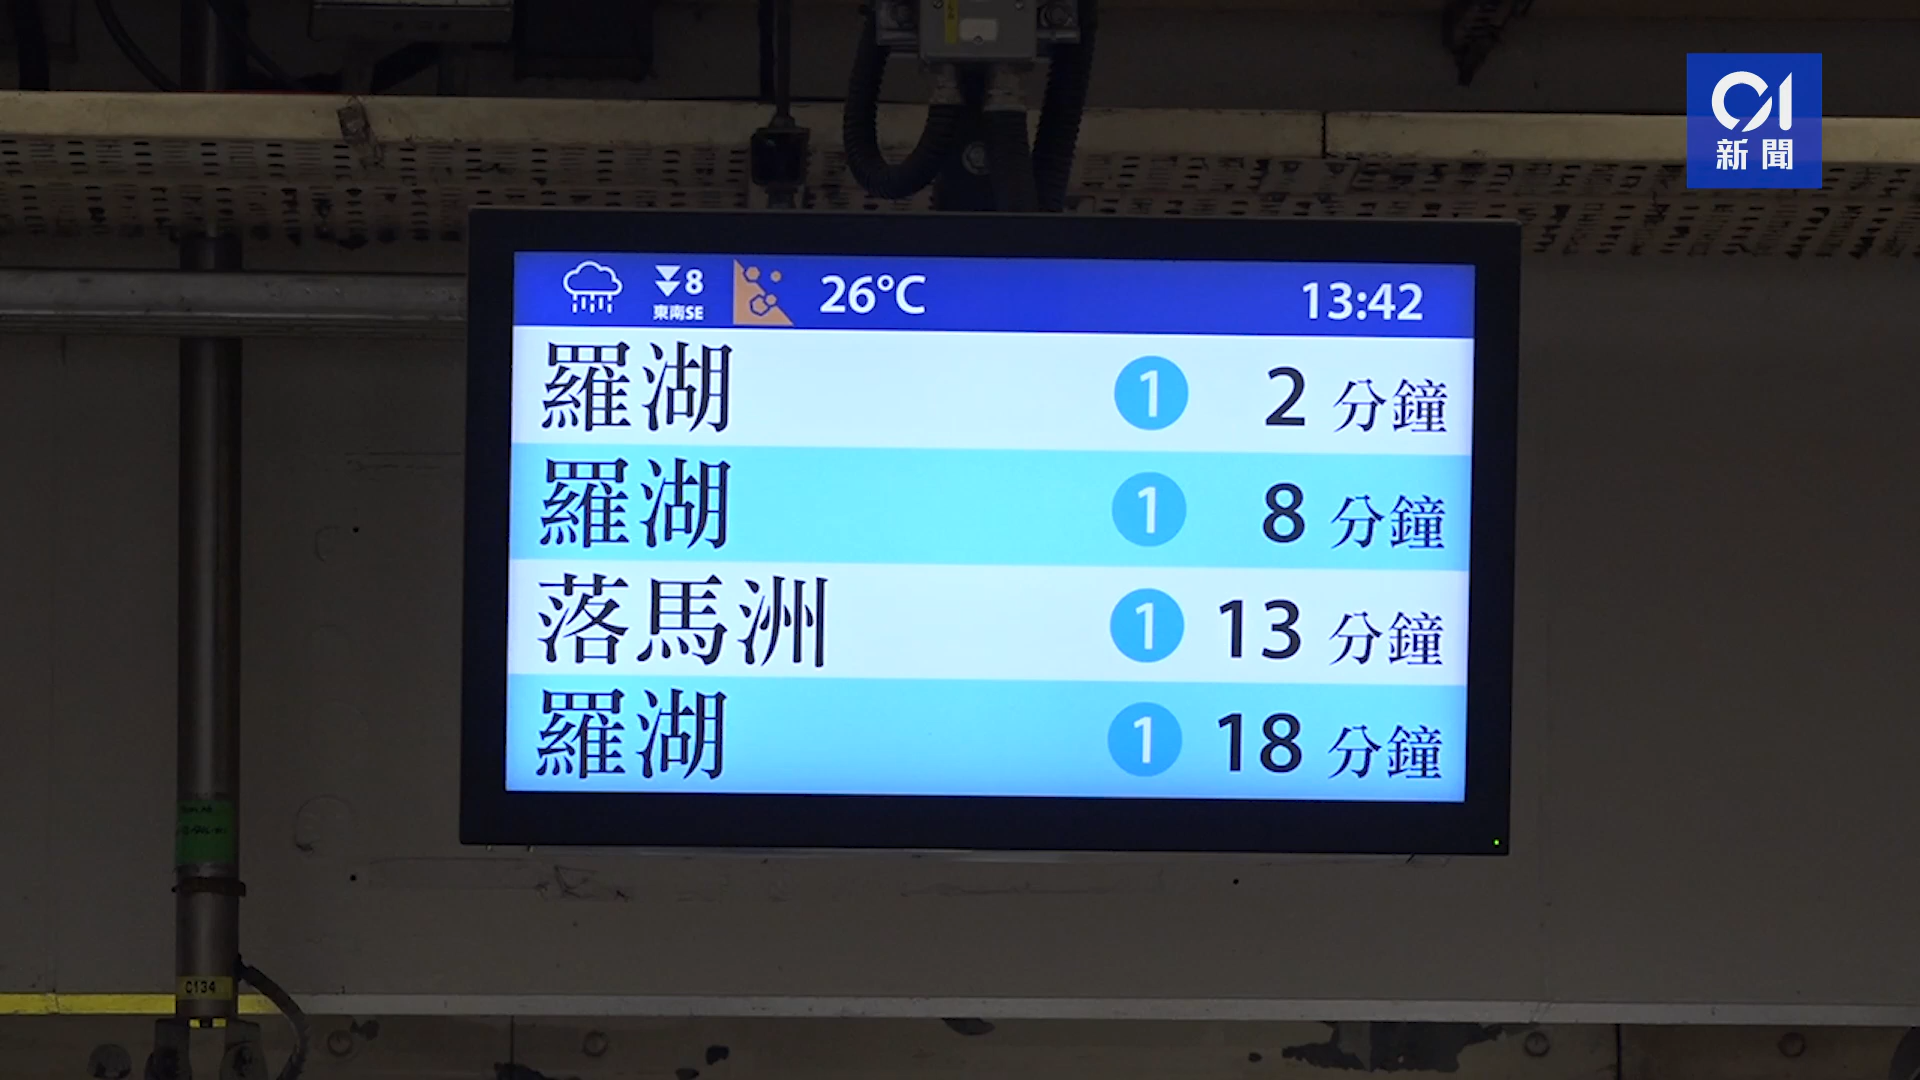 01
新聞
8
東南SE
26°C
13:42
羅湖 1 2 分鐘
羅湖 1 8 分鐘
落馬洲 1 13 分鐘
羅湖 1 18 分鐘
C134